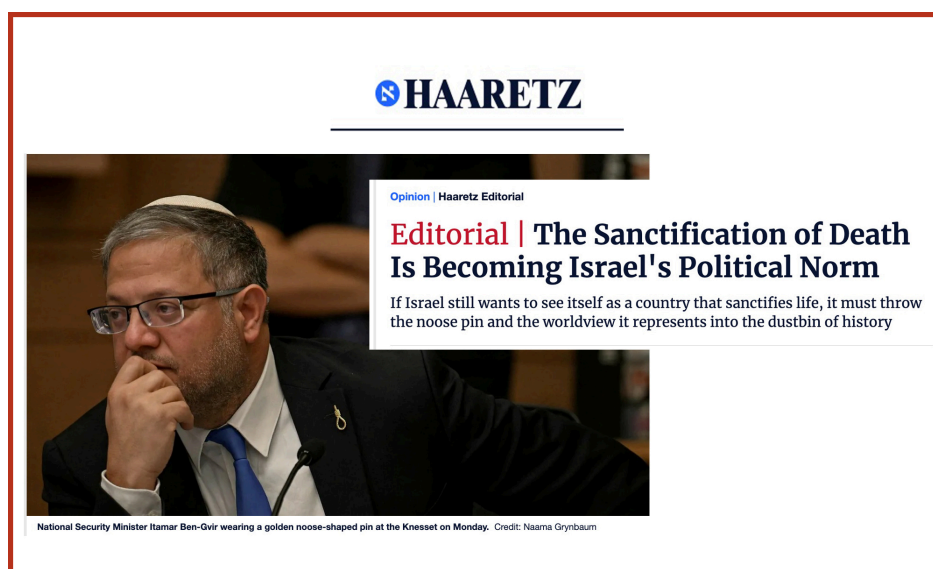 HAARETZ
Opinion | Haaretz Editorial
Editorial | The Sanctification of Death
Is Becoming Israel's Political Norm
If Israel still wants to see itself as a country that sanctifies life, it must throw
the noose pin and the worldview it represents into the dustbin of history
National Security Minister Itamar Ben-Gvir wearing a golden noose-shaped pin at the Knesset on Monday. Credit: Naama Grynbaum